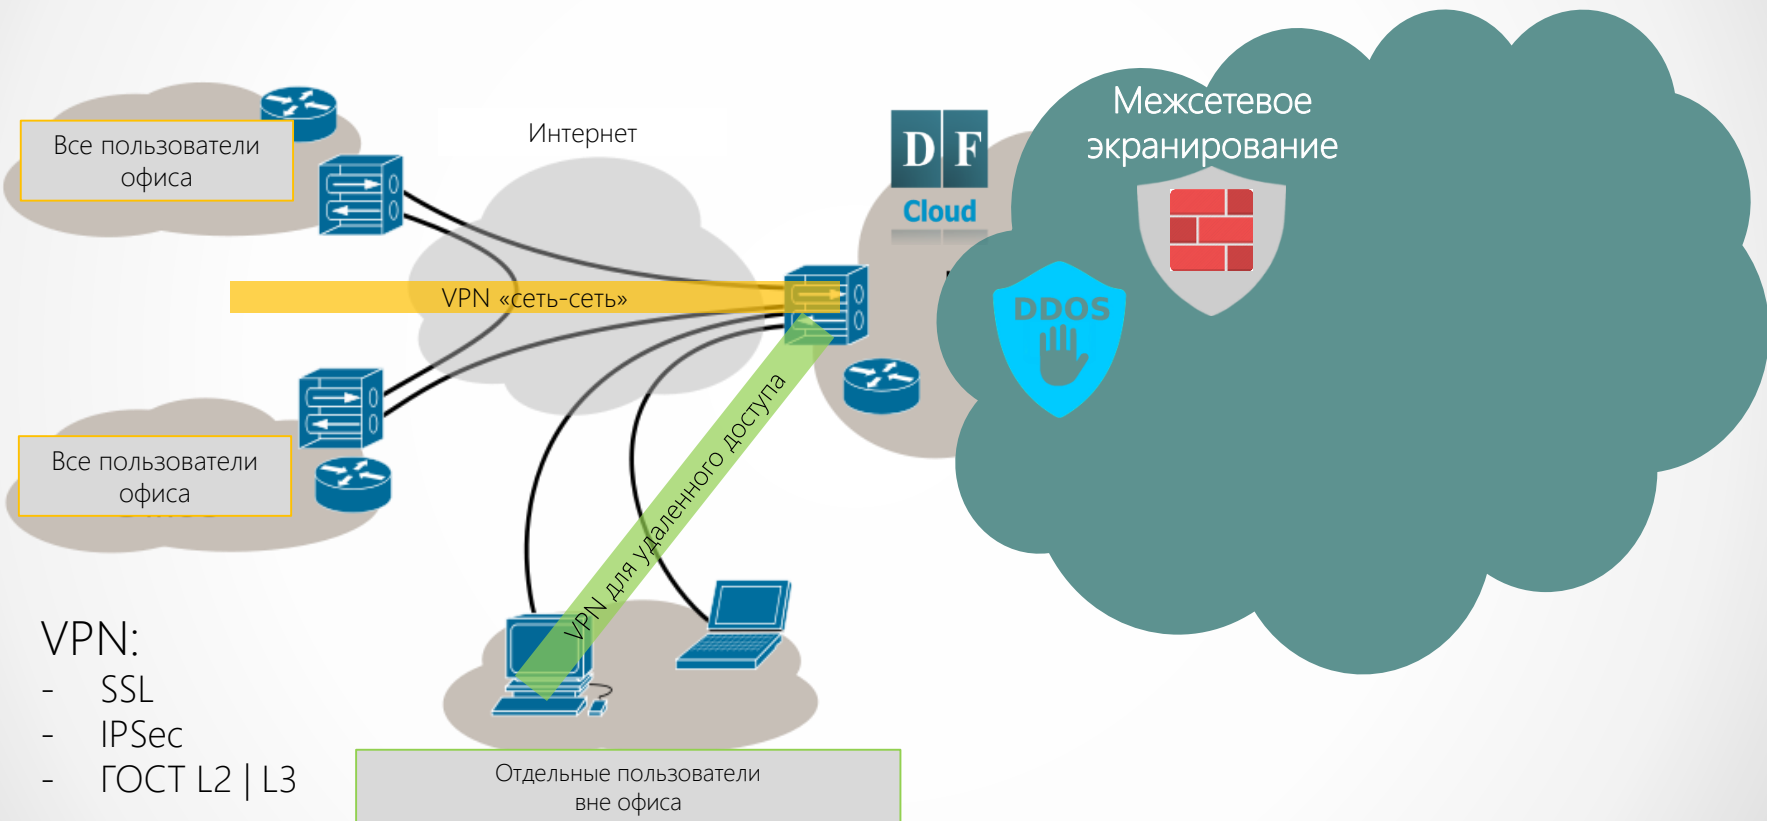 Межсетевое
экранирование
Интернет
Все пользователи
офиса
D F
Cloud
VPN «сеть-сеть»
DDOS
VPN для удаленного доступа
Все пользователи
офиса
VPN:
- SSL
- IPSec
- ГОСТ L2 | L3
Отдельные пользователи
вне офиса